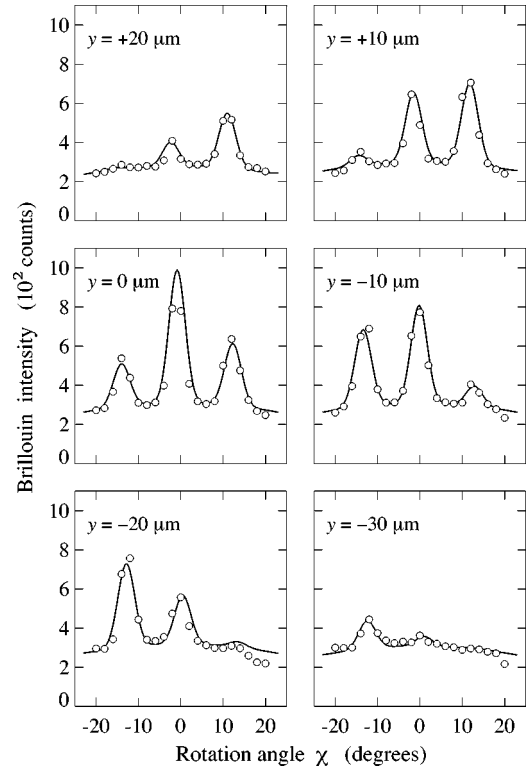 10
8
6
4
2
0
y = +20 µm
y = +10 µm
10
8
6
4
2
0
y = 0 µm
y = −10 µm
10
8
6
4
2
0
y = −20 µm
y = −30 µm
-20 -10 0 10 20
-20 -10 0 10 20
Brillouin intensity (10² counts)
Rotation angle χ (degrees)